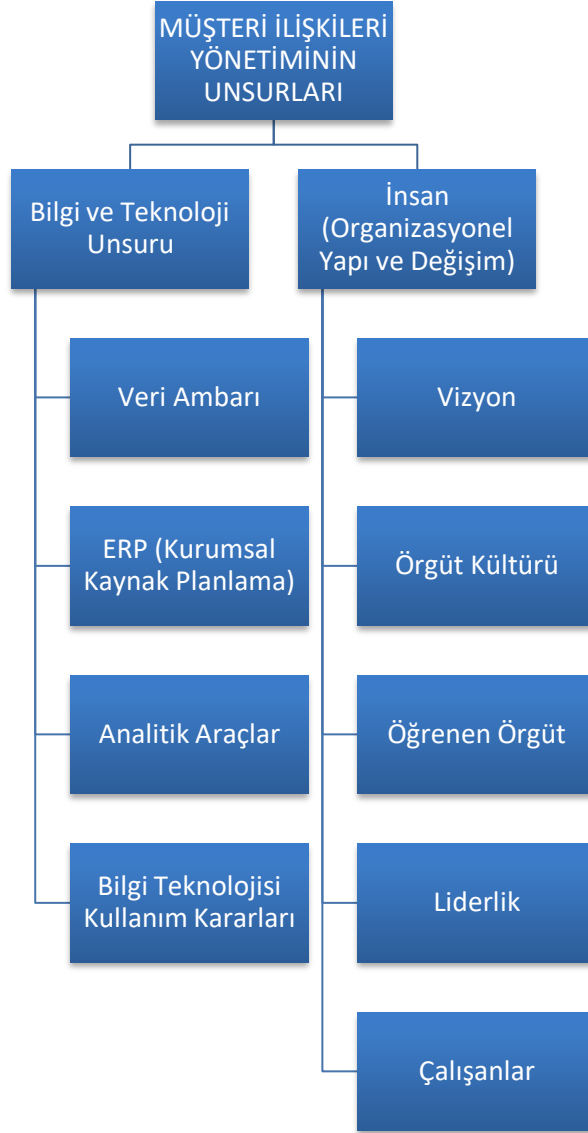 MÜŞTERİ İLİŞKİLERİ
YÖNETİMİNİN
UNSURLARI
Bilgi ve Teknoloji
Unsuru
Veri Ambarı
ERP (Kurumsal
Kaynak Planlama)
Analitik Araçlar
Bilgi Teknolojisi
Kullanım Kararları
İnsan
(Organizasyonel
Yapı ve Değişim)
Vizyon
Örgüt Kültürü
Öğrenen Örgüt
Liderlik
Çalışanlar